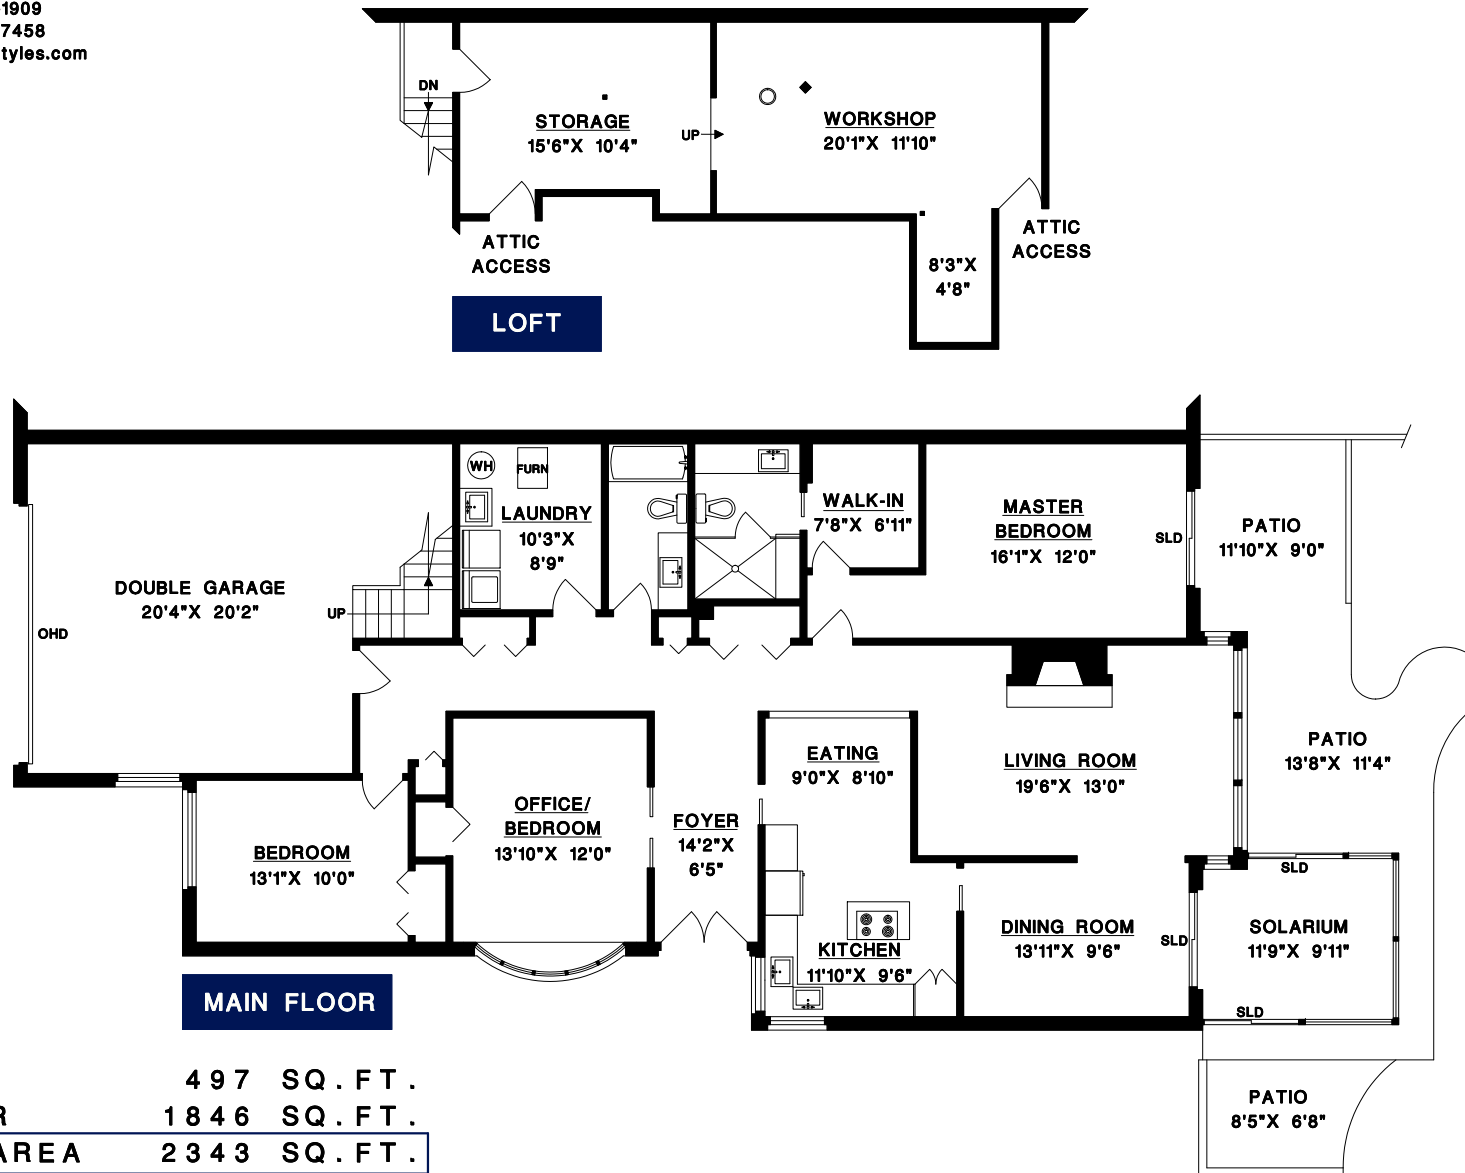 1909
7458
tyles.com
DN
STORAGE
15'6"X 10'4"
UP
WORKSHOP
20'1"X 11'10"
ATTIC
ACCESS
ATTIC
ACCESS
8'3"X
4'8"
LOFT
WH
FURN
LAUNDRY
10'3"X
8'9"
WALK-IN
7'8"X 6'11"
MASTER
BEDROOM
16'1"X 12'0"
SLD
PATIO
11'10"X 9'0"
DOUBLE GARAGE
20'4"X 20'2"
UP
OHD
EATING
9'0"X 8'10"
LIVING ROOM
19'6"X 13'0"
PATIO
13'8"X 11'4"
OFFICE/
BEDROOM
13'10"X 12'0"
FOYER
14'2"X
6'5"
BEDROOM
13'1"X 10'0"
SLD
KITCHEN
11'10"X 9'6"
DINING ROOM
13'11"X 9'6"
SLD
SOLARIUM
11'9"X 9'11"
SLD
MAIN FLOOR
497 SQ.FT.
R 1846 SQ.FT.
AREA 2343 SQ.FT.
PATIO
8'5"X 6'8"